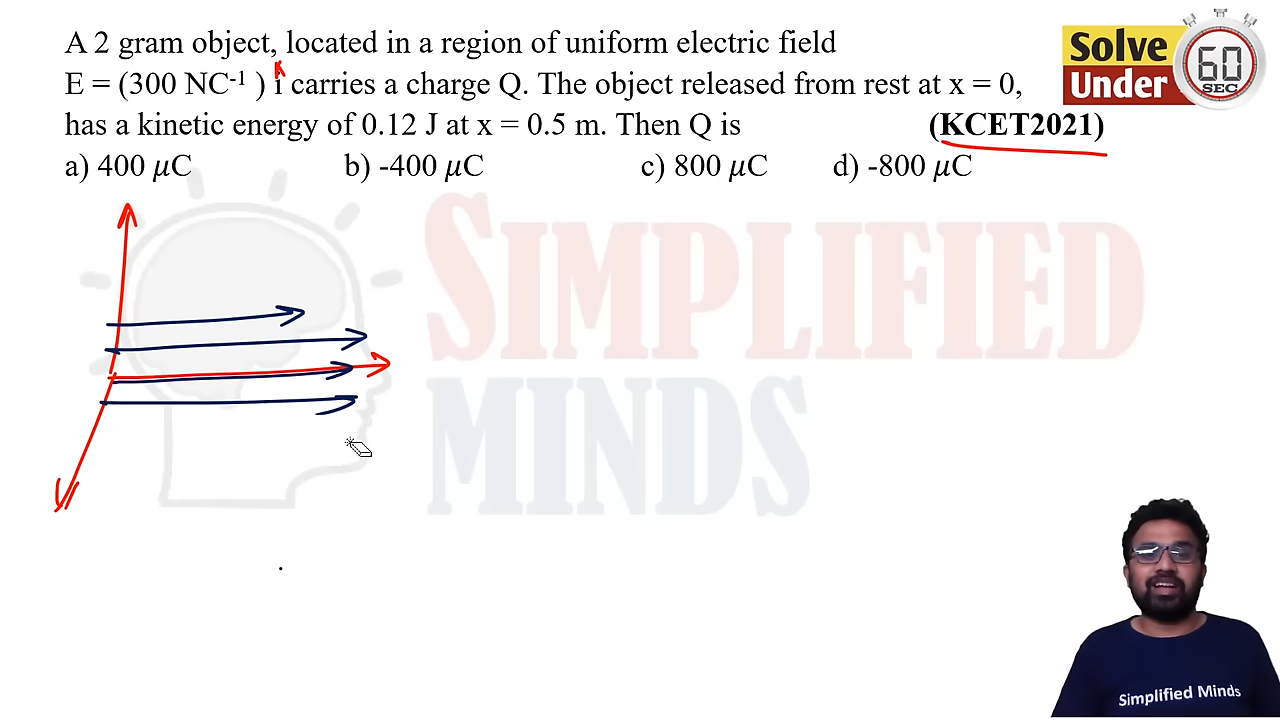 A 2 gram object, located in a region of uniform electric field
E = (300 NC⁻¹ ) i carries a charge Q. The object released from rest at x = 0,
has a kinetic energy of 0.12 J at x = 0.5 m. Then Q is (KCET2021)
a) 400 𝜇C b) -400 𝜇C c) 800 𝜇C d) -800 𝜇C
Solve
Under
60
SEC
SIMPLIFIED
MINDS
Simplified Minds